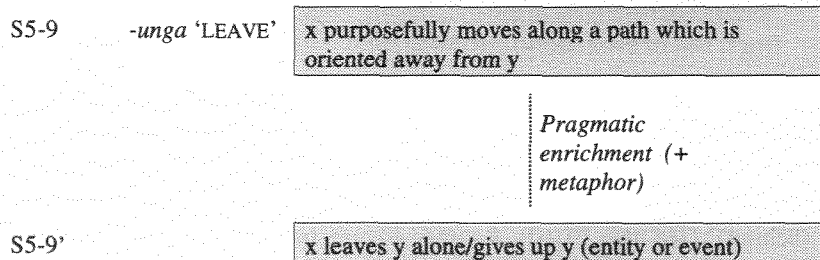 S5-9 -unga ‘LEAVE’ x purposefully moves along a path which is
oriented away from y
Pragmatic
enrichment (+
metaphor)
S5-9’ x leaves y alone/gives up y (entity or event)